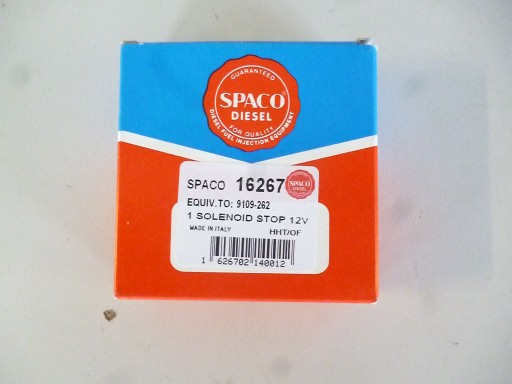 GUARANTEED
SPACO®
DIESEL
FOR QUALITY
DIESEL FUEL INJECTION EQUIPMENT
SPACO 16267
SPACO
DIESEL
EQUIV.TO: 9109-262
1 SOLENOID STOP 12V
MADE IN ITALY HHT/OF
1 626702 140012